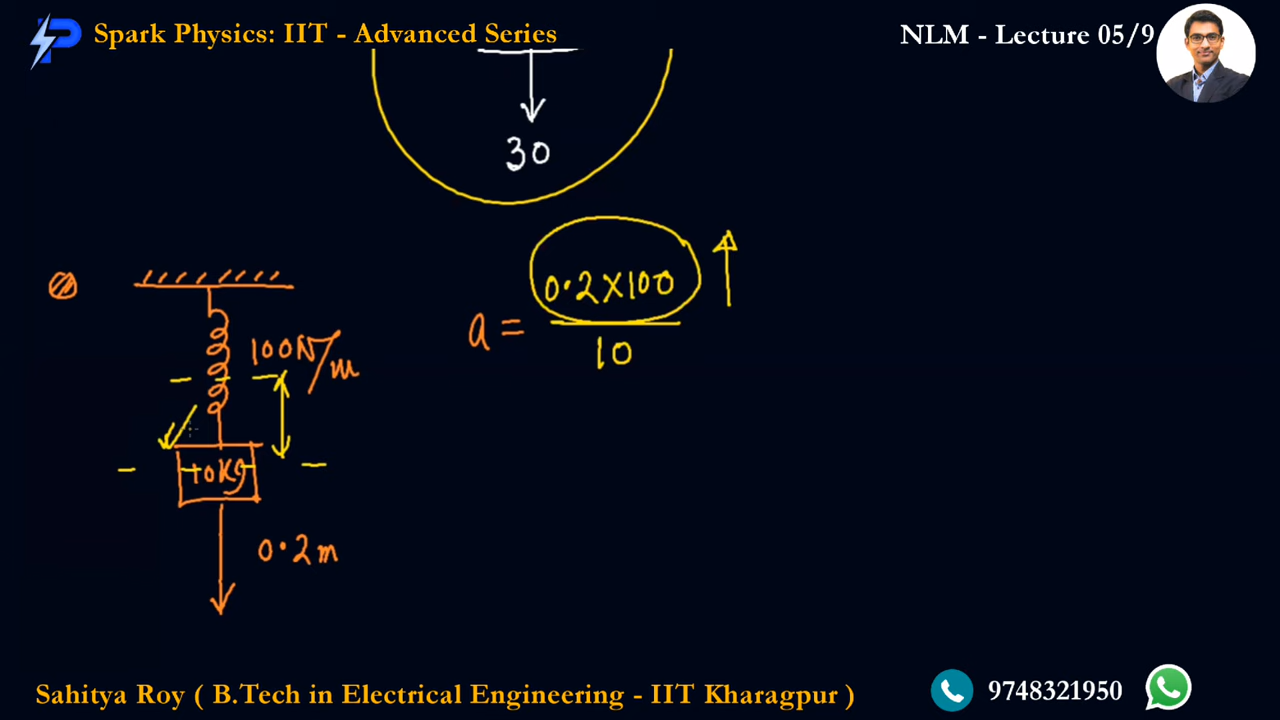 Spark Physics: IIT - Advanced Series
NLM - Lecture 05/9
30
0.2×100
a =
10
100N/m
10Kg
0.2m
Sahitya Roy ( B.Tech in Electrical Engineering - IIT Kharagpur )
9748321950